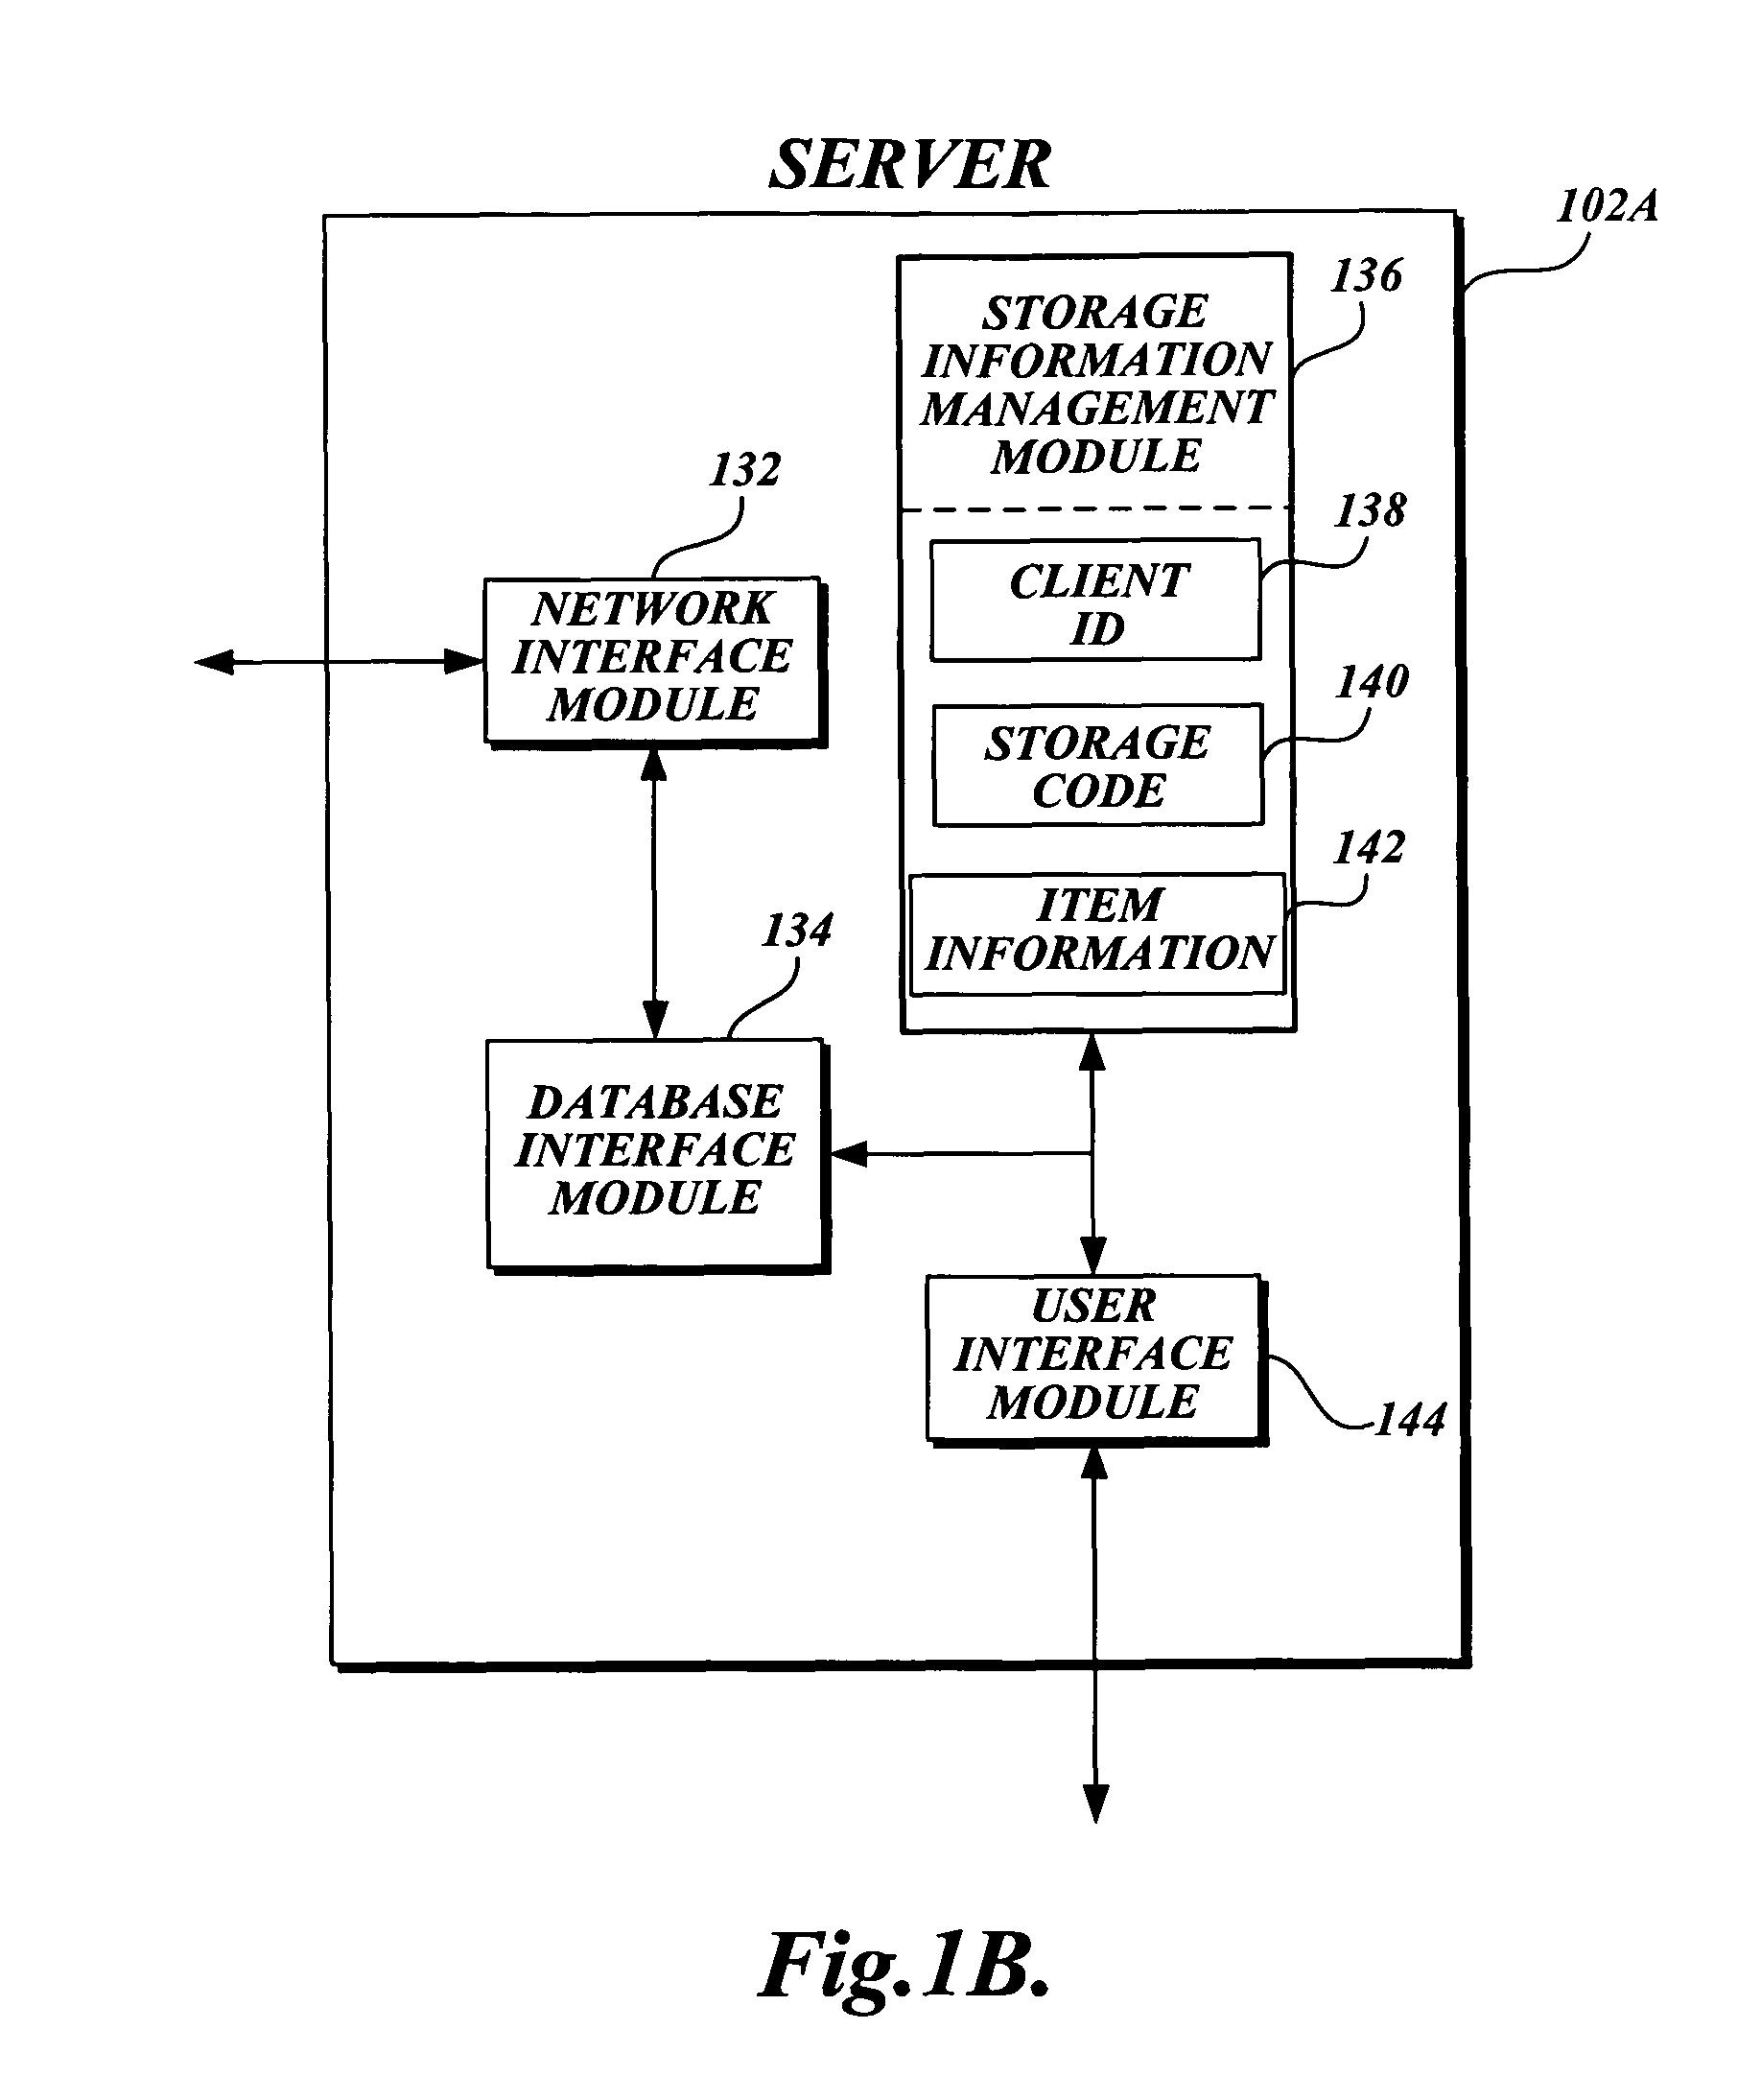 SERVER
102A
136
STORAGE
INFORMATION
MANAGEMENT
MODULE
132
138
NETWORK
INTERFACE
MODULE
CLIENT
ID
140
STORAGE
CODE
142
ITEM
INFORMATION
134
DATABASE
INTERFACE
MODULE
USER
INTERFACE
MODULE
144
Fig.1B.